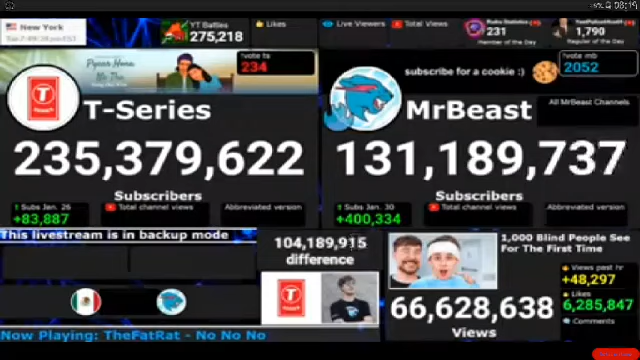 08:19
New York
YT Battles
275,218
Likes
Live Viewers
Total Views
231
Member of the Day
1,790
Regular of the Day
!vote ts
234
subscribe for a cookie :)
!vote mb
2052
T-Series
MrBeast
All MrBeast Channels
235,379,622
131,189,737
Subscribers
Subscribers
Subs Jan. 26
+83,887
Total channel views
Abbreviated version
Subs Jan. 30
+400,334
Total channel views
Abbreviated version
This livestream is in backup mode
104,189,915
difference
1,000 Blind People See
For The First Time
Views past hr
+48,297
Likes
6,285,847
Comments
66,628,638
Views
Now Playing: TheFatRat - No No No